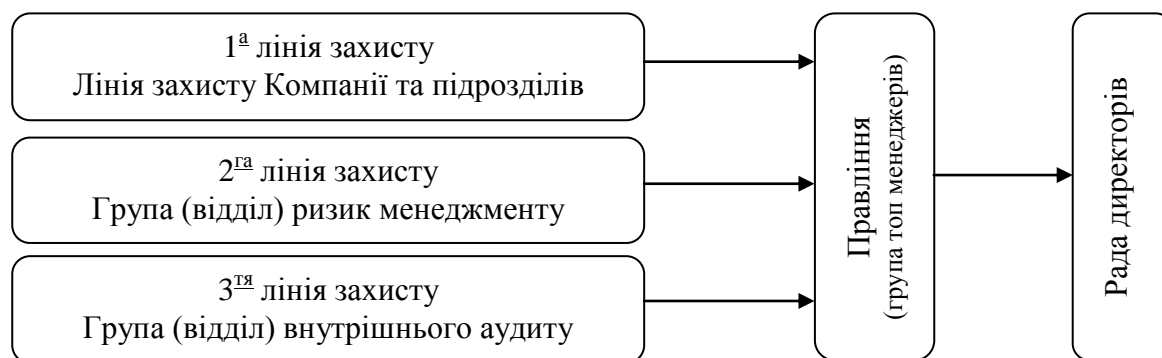 1а лінія захисту
Лінія захисту Компанії та підрозділів
2га лінія захисту
Група (відділ) ризик менеджменту
3тя лінія захисту
Група (відділ) внутрішнього аудиту
Правління
(група топ менеджерів)
Рада директорів